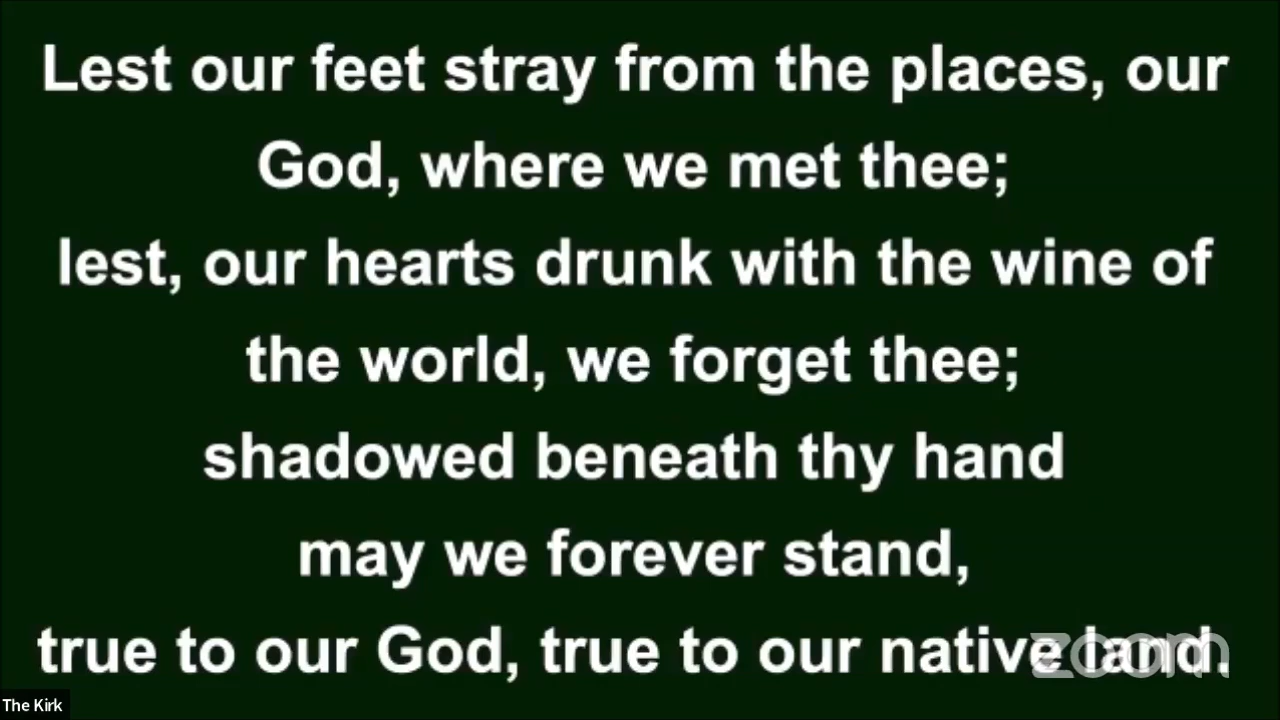 Lest our feet stray from the places, our
God, where we met thee;
lest, our hearts drunk with the wine of
the world, we forget thee;
shadowed beneath thy hand
may we forever stand,
true to our God, true to our native land.
zoom
The Kirk